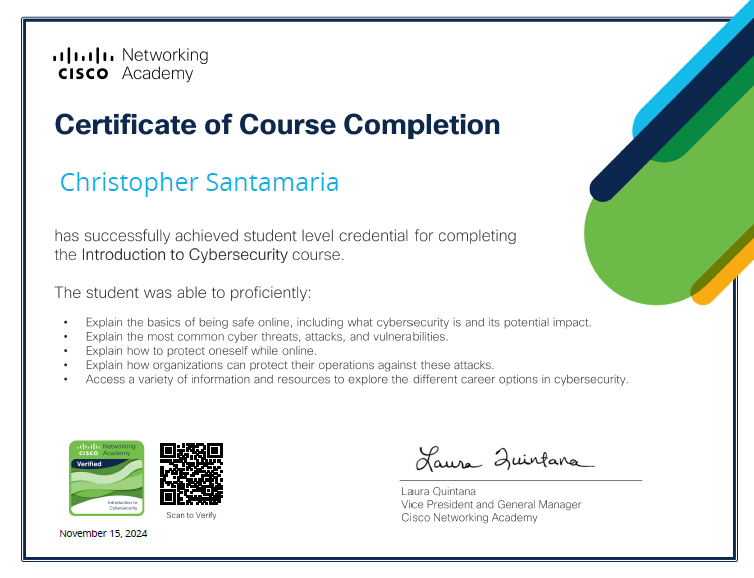 Networking
CISCO Academy
Certificate of Course Completion
Christopher Santamaria
has successfully achieved student level credential for completing
the Introduction to Cybersecurity course.
The student was able to proficiently:
• Explain the basics of being safe online, including what cybersecurity is and its potential impact.
• Explain the most common cyber threats, attacks, and vulnerabilities.
• Explain how to protect oneself while online.
• Explain how organizations can protect their operations against these attacks.
• Access a variety of information and resources to explore the different career options in cybersecurity.
Networking
CISCO Academy
Verified
Introduction to
Cybersecurity
Scan to Verify
November 15, 2024
Laura Quintana
Laura Quintana
Vice President and General Manager
Cisco Networking Academy